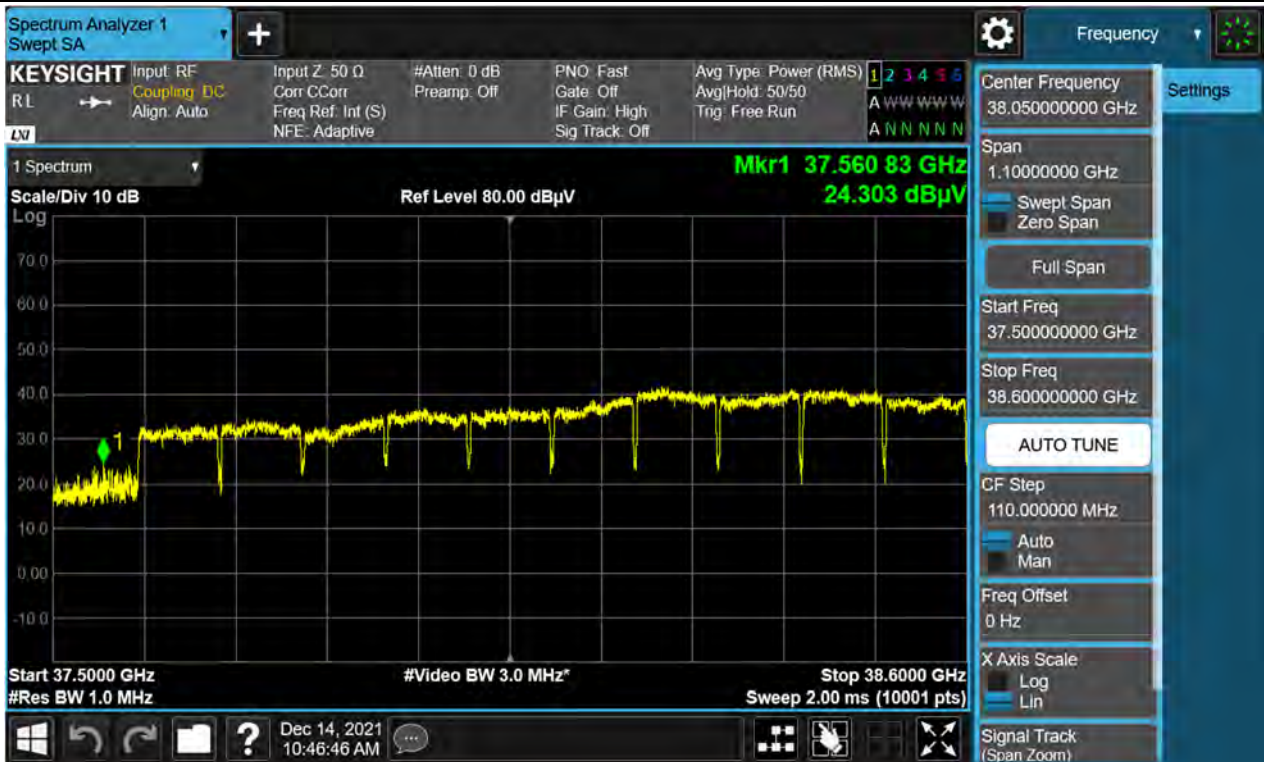 Spectrum Analyzer 1
Swept SA
+
Frequency
KEYSIGHT
RL
LXI
Input: RF
Coupling: DC
Align: Auto
Input Z: 50 Ω
Corr CCorr
Freq Ref: Int (S)
NFE: Adaptive
#Atten: 0 dB
Preamp: Off
PNO: Fast
Gate: Off
IF Gain: High
Sig Track: Off
Avg Type: Power (RMS)
Avg|Hold: 50/50
Trig: Free Run
1 2 3 4 5 6
A W W W W W
A N N N N N
1 Spectrum
Scale/Div 10 dB
Ref Level 80.00 dBµV
Mkr1 37.560 83 GHz
24.303 dBµV
Log
70.0
60.0
50.0
40.0
30.0
20.0
10.0
0.00
-10.0
1
Start 37.5000 GHz
#Video BW 3.0 MHz*
Stop 38.6000 GHz
#Res BW 1.0 MHz
Sweep 2.00 ms (10001 pts)
Center Frequency
38.050000000 GHz
Settings
Span
1.10000000 GHz
Swept Span
Zero Span
Full Span
Start Freq
37.500000000 GHz
Stop Freq
38.600000000 GHz
AUTO TUNE
CF Step
110.000000 MHz
Auto
Man
Freq Offset
0 Hz
X Axis Scale
Log
Lin
Signal Track
(Span Zoom)
?
Dec 14, 2021
10:46:46 AM